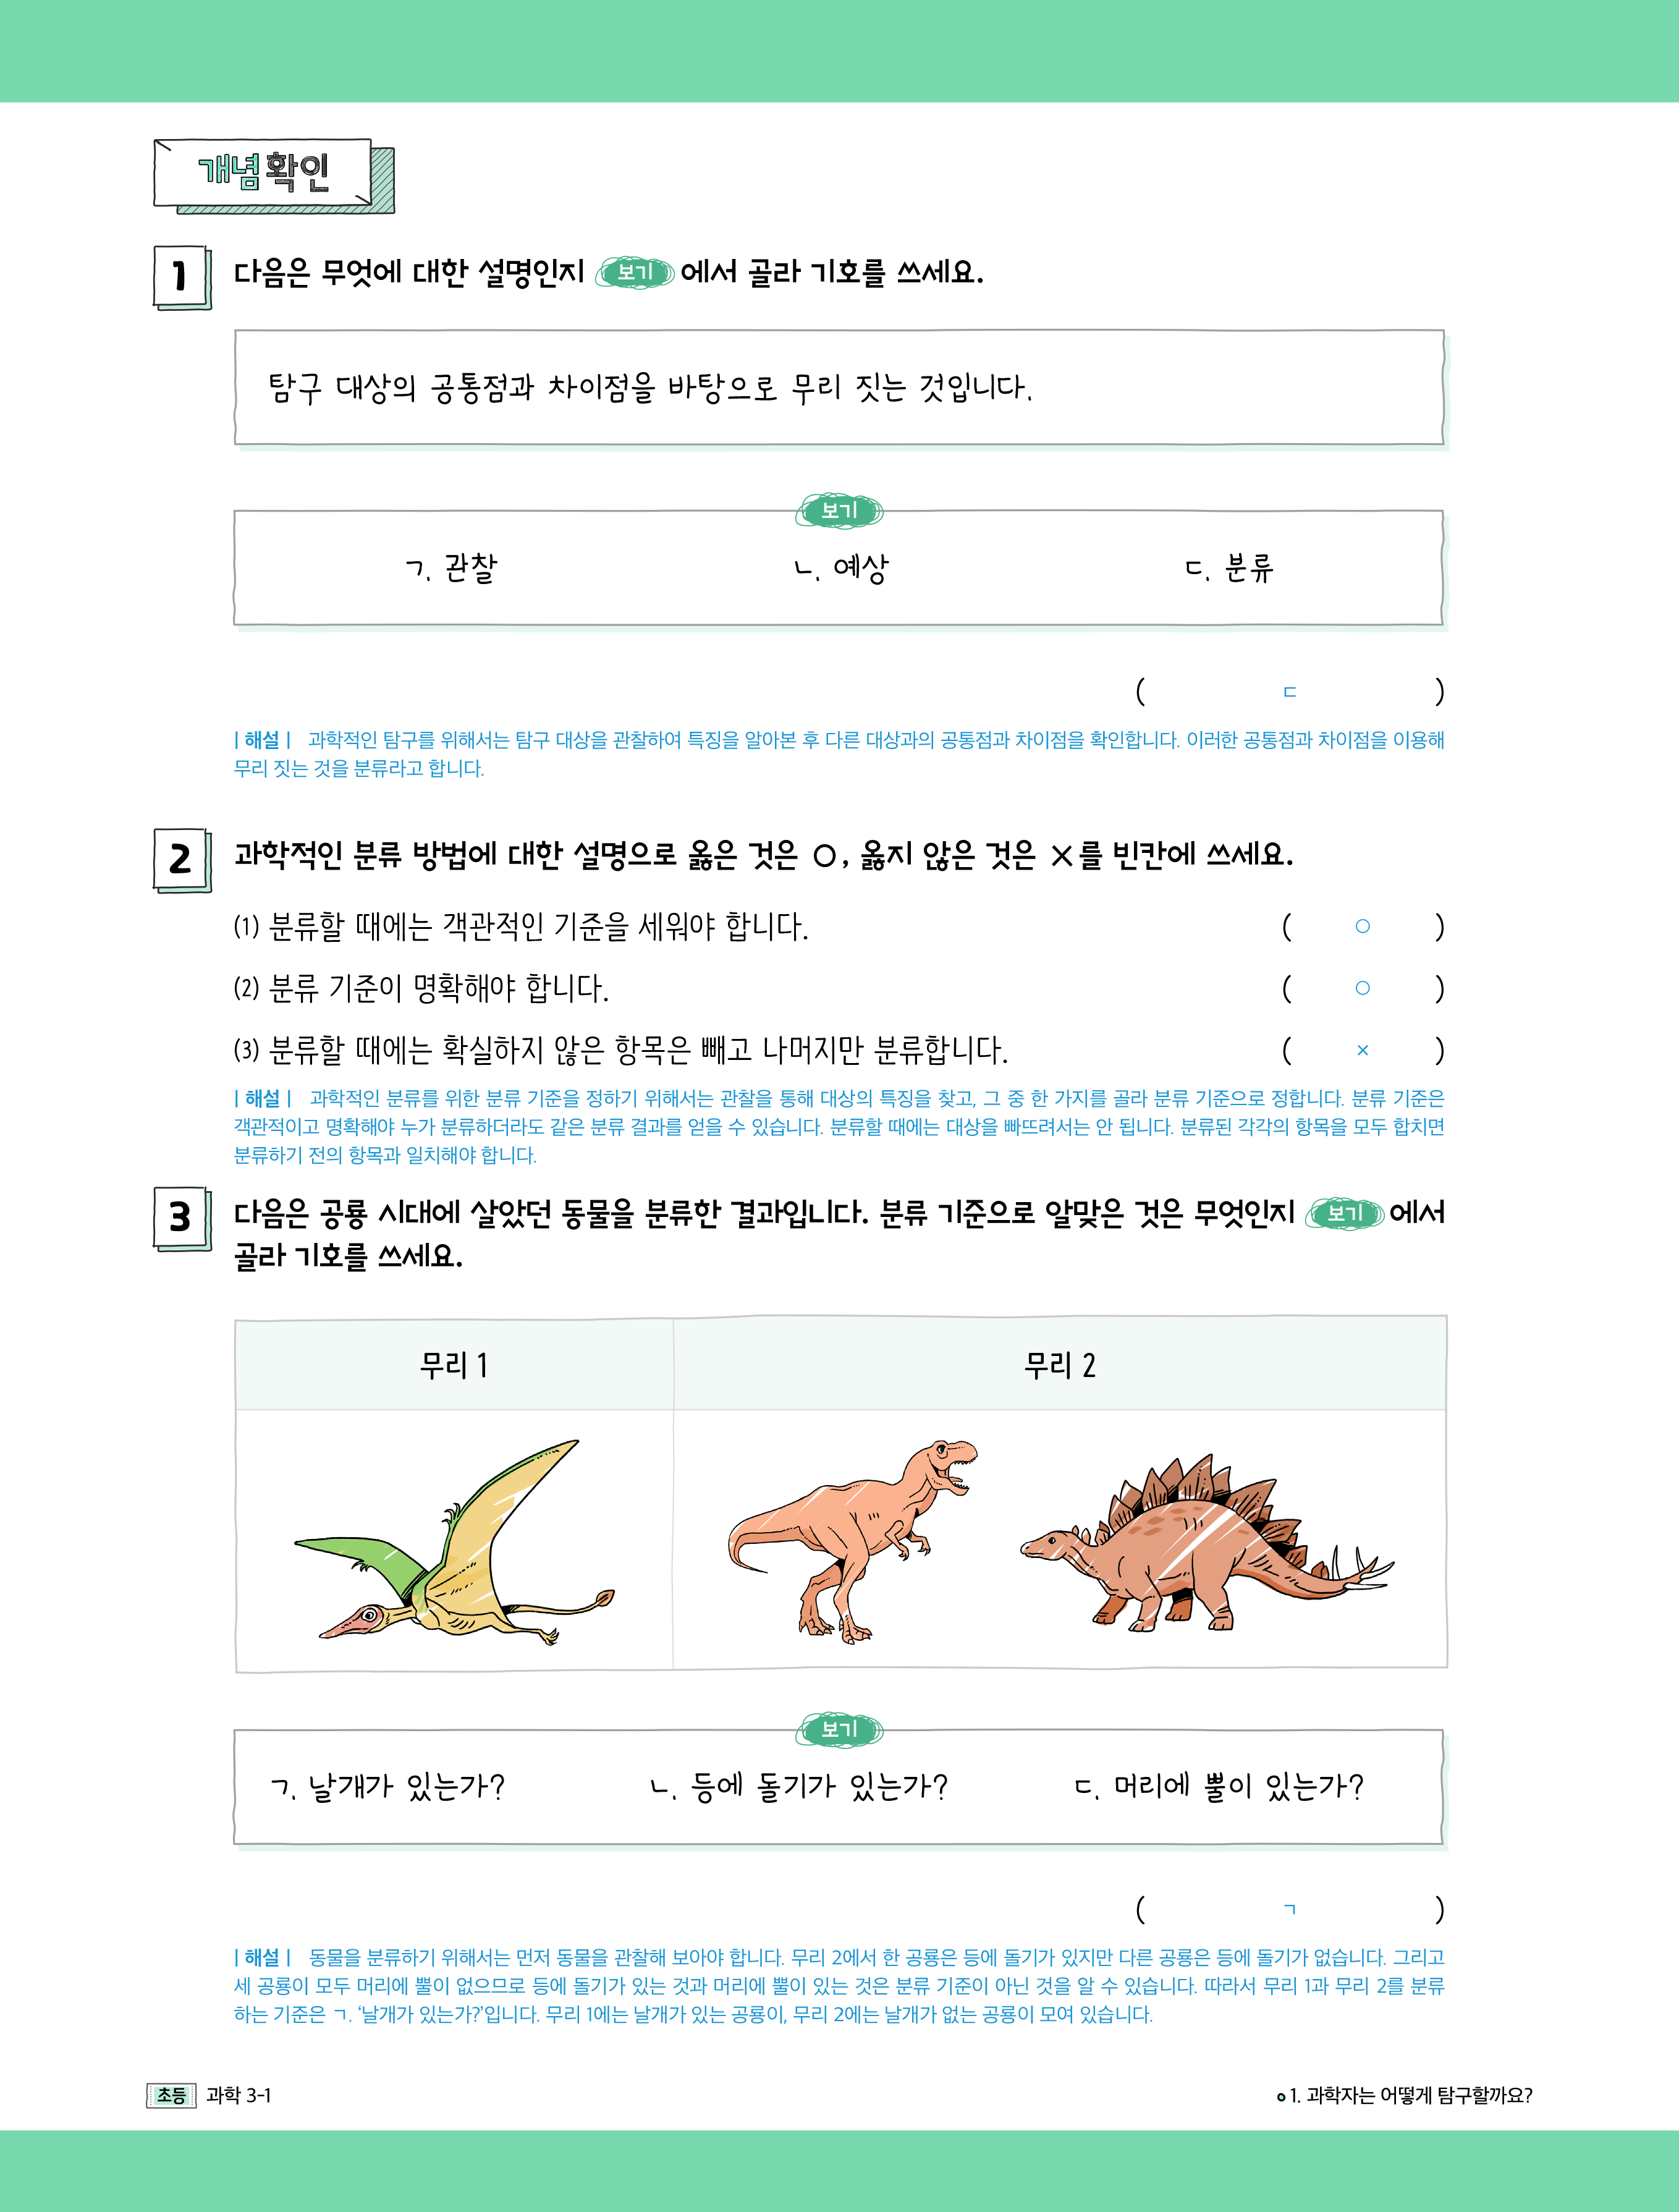 개념확인
1 다음은 무엇에 대한 설명인지 보기 에서 골라 기호를 쓰세요.
탐구 대상의 공통점과 차이점을 바탕으로 무리 짓는 것입니다.
보기
ㄱ. 관찰 ㄴ. 예상 ㄷ. 분류
( ㄷ )
| 해설 | 과학적인 탐구를 위해서는 탐구 대상을 관찰하여 특징을 알아본 후 다른 대상과의 공통점과 차이점을 확인합니다. 이러한 공통점과 차이점을 이용해
무리 짓는 것을 분류라고 합니다.
2 과학적인 분류 방법에 대한 설명으로 옳은 것은 ○, 옳지 않은 것은 ×를 빈칸에 쓰세요.
(1) 분류할 때에는 객관적인 기준을 세워야 합니다. ( ○ )
(2) 분류 기준이 명확해야 합니다. ( ○ )
(3) 분류할 때에는 확실하지 않은 항목은 빼고 나머지만 분류합니다. ( × )
| 해설 | 과학적인 분류를 위한 분류 기준을 정하기 위해서는 관찰을 통해 대상의 특징을 찾고, 그 중 한 가지를 골라 분류 기준으로 정합니다. 분류 기준은
객관적이고 명확해야 누가 분류하더라도 같은 분류 결과를 얻을 수 있습니다. 분류할 때에는 대상을 빠뜨려서는 안 됩니다. 분류된 각각의 항목을 모두 합치면
분류하기 전의 항목과 일치해야 합니다.
3 다음은 공룡 시대에 살았던 동물을 분류한 결과입니다. 분류 기준으로 알맞은 것은 무엇인지 보기 에서
골라 기호를 쓰세요.
무리 1 무리 2
보기
ㄱ. 날개가 있는가? ㄴ. 등에 돌기가 있는가? ㄷ. 머리에 뿔이 있는가?
( ㄱ )
| 해설 | 동물을 분류하기 위해서는 먼저 동물을 관찰해 보아야 합니다. 무리 2에서 한 공룡은 등에 돌기가 있지만 다른 공룡은 등에 돌기가 없습니다. 그리고
세 공룡이 모두 머리에 뿔이 없으므로 등에 돌기가 있는 것과 머리에 뿔이 있는 것은 분류 기준이 아닌 것을 알 수 있습니다. 따라서 무리 1과 무리 2를 분류
하는 기준은 ㄱ. ‘날개가 있는가?’입니다. 무리 1에는 날개가 있는 공룡이, 무리 2에는 날개가 없는 공룡이 모여 있습니다.
초등 과학 3-1
1. 과학자는 어떻게 탐구할까요?